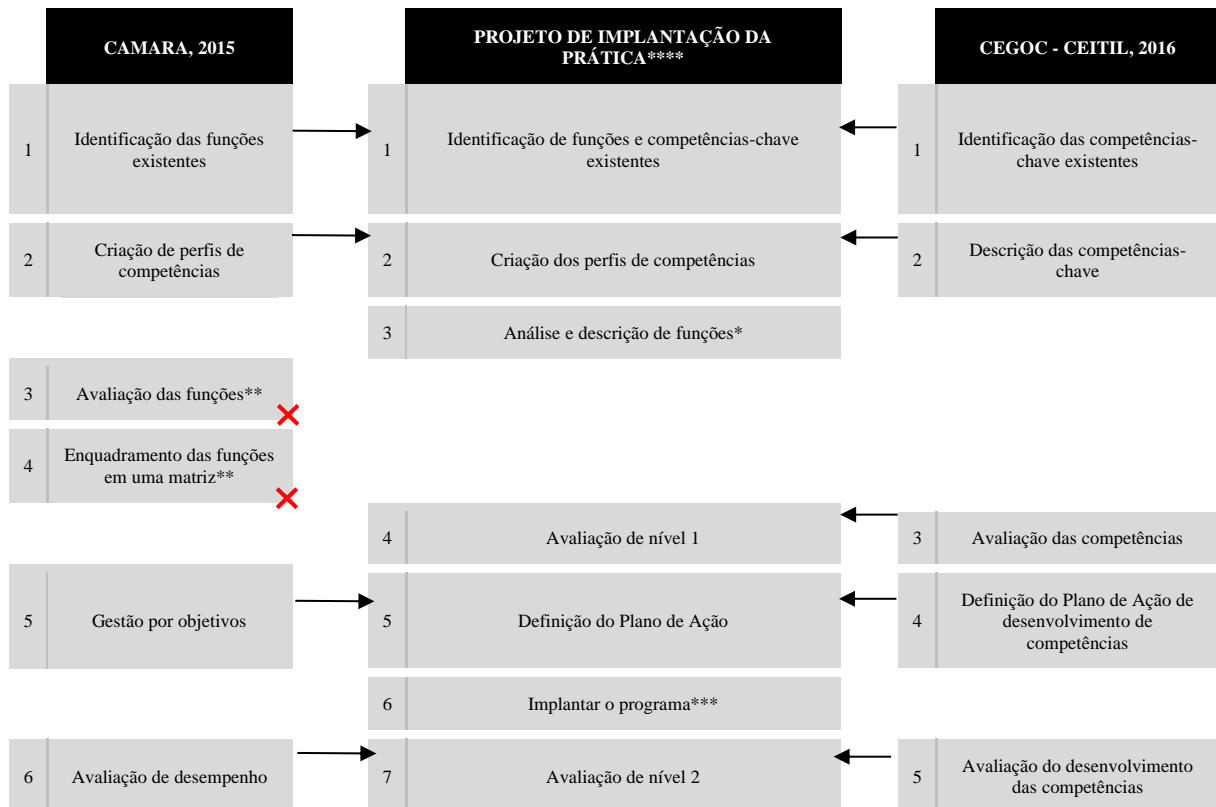 CAMARA, 2015
PROJETO DE IMPLANTAÇÃO DA
PRÁTICA****
CEGOC - CEITIL, 2016
1
Identificação das funções
existentes
1
Identificação de funções e competências-chave
existentes
1
Identificação das competências-
chave existentes
2
Criação de perfis de
competências
2
Criação dos perfis de competências
2
Descrição das competências-
chave
3
Análise e descrição de funções*
3
Avaliação das funções**
4
Enquadramento das funções
em uma matriz**
4
Avaliação de nível 1
3
Avaliação das competências
5
Gestão por objetivos
5
Definição do Plano de Ação
4
Definição do Plano de Ação de
desenvolvimento de
competências
6
Implantar o programa***
6
Avaliação de desempenho
7
Avaliação de nível 2
5
Avaliação do desenvolvimento
das competências